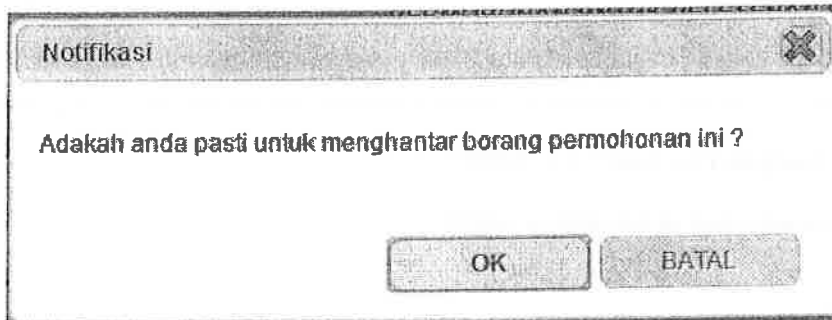 Notifikasi
Adakah anda pasti untuk menghantar borang permohonan ini ?
OK
BATAL